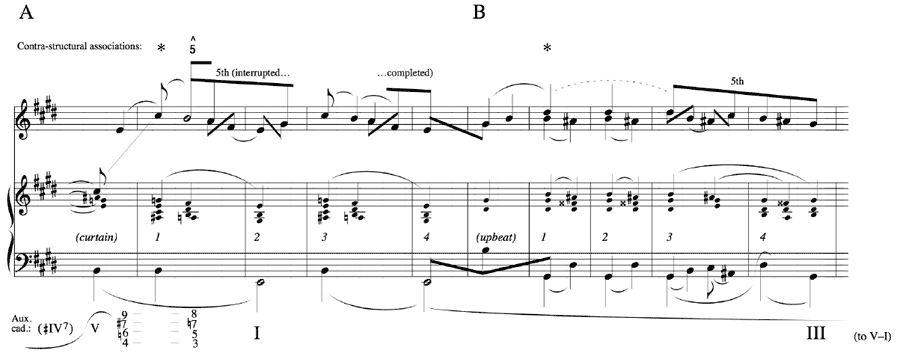 A B
Contra-structural associations: * ^5 *
5th (interrupted… …completed) 5th
(curtain) 1 2 3 4 (upbeat) 1 2 3 4
Aux. cad.: (♯IV7) V 9 – – – 8 I III (to V–I)
♮7 – – – ♮7
♮6 – – – 5
4 – – – 3